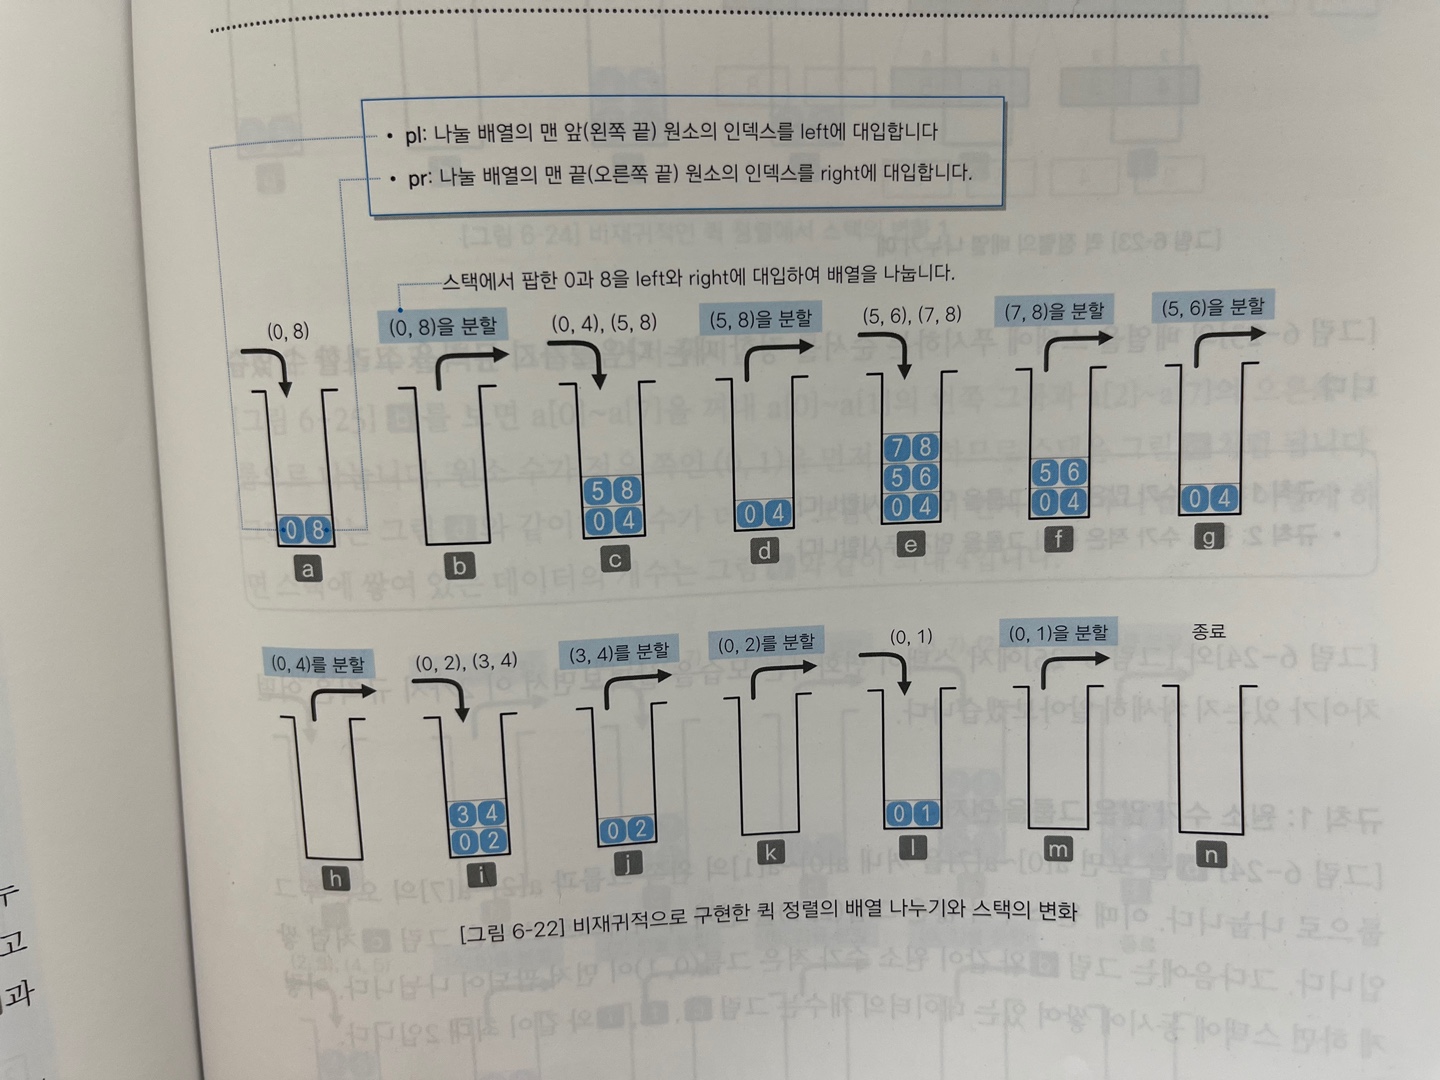 • pl: 나눌 배열의 맨 앞(왼쪽 끝) 원소의 인덱스를 left에 대입합니다
• pr: 나눌 배열의 맨 끝(오른쪽 끝) 원소의 인덱스를 right에 대입합니다.
스택에서 팝한 0과 8을 left와 right에 대입하여 배열을 나눕니다.
(0, 8) (0, 8)을 분할 (0, 4), (5, 8) (5, 8)을 분할 (5, 6), (7, 8) (7, 8)을 분할 (5, 6)을 분할
7 8
5 8 5 6 5 6
0 8 0 4 0 4 0 4 0 4 0 4
a b c d e f g
(0, 4)를 분할 (0, 2), (3, 4) (3, 4)를 분할 (0, 2)를 분할 (0, 1) (0, 1)을 분할 종료
3 4
0 2 0 2 0 1
h i j k l m n
[그림 6-22] 비재귀적으로 구현한 퀵 정렬의 배열 나누기와 스택의 변화
고
과